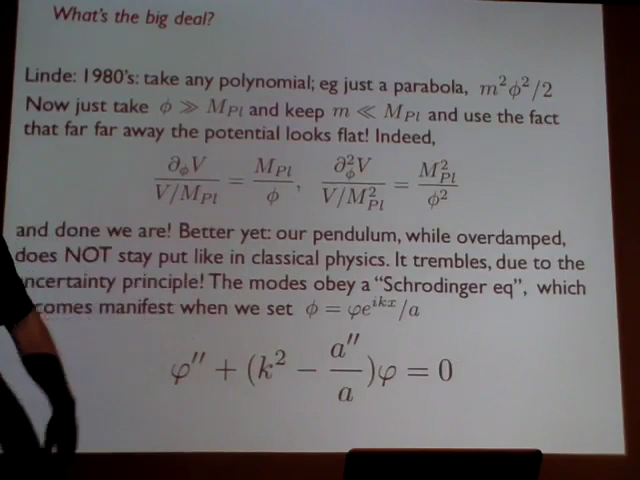 What's the big deal?
Linde: 1980's: take any polynomial; eg just a parabola, m²φ²/2
Now just take φ ≫ M_Pl and keep m ≪ M_Pl and use the fact
that far far away the potential looks flat! Indeed,
∂_φV / (V/M_Pl) = M_Pl / φ, ∂²_φV / (V/M²_Pl) = M²_Pl / φ²
and done we are! Better yet: our pendulum, while overdamped,
does NOT stay put like in classical physics. It trembles, due to the
ncertainty principle! The modes obey a "Schrodinger eq", which
comes manifest when we set ϕ = φe^{ikx}/a
φ'' + (k² − a''/a)φ = 0